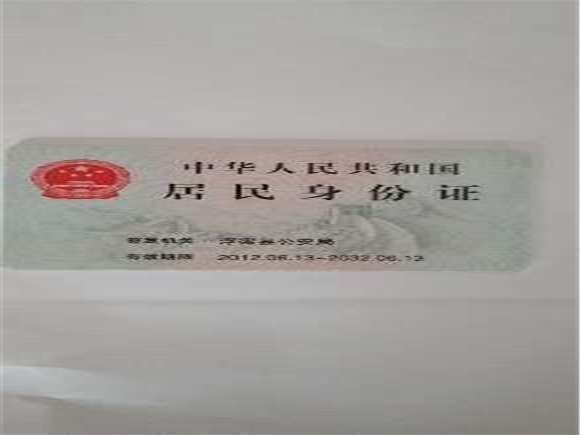 中华人民共和国
居民身份证
签发机关 公安局
有效期限 2012.06.13-2032.06.13